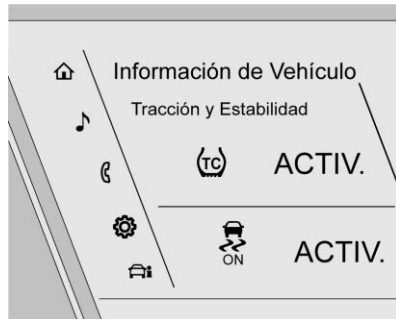 Información de Vehículo
Tracción y Estabilidad
TC
ACTIV.
ON
ACTIV.